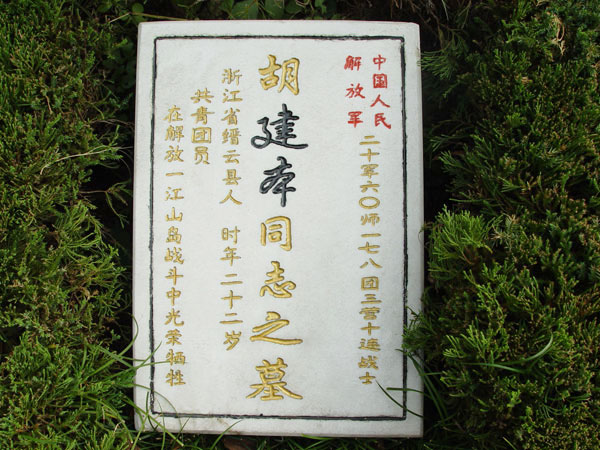 中国人民
解放军
二十军六〇师一七八团三营十连战士
胡建本同志之墓
浙江省缙云县人 时年二十二岁
共青团员
在解放一江山岛战斗中光荣牺牲